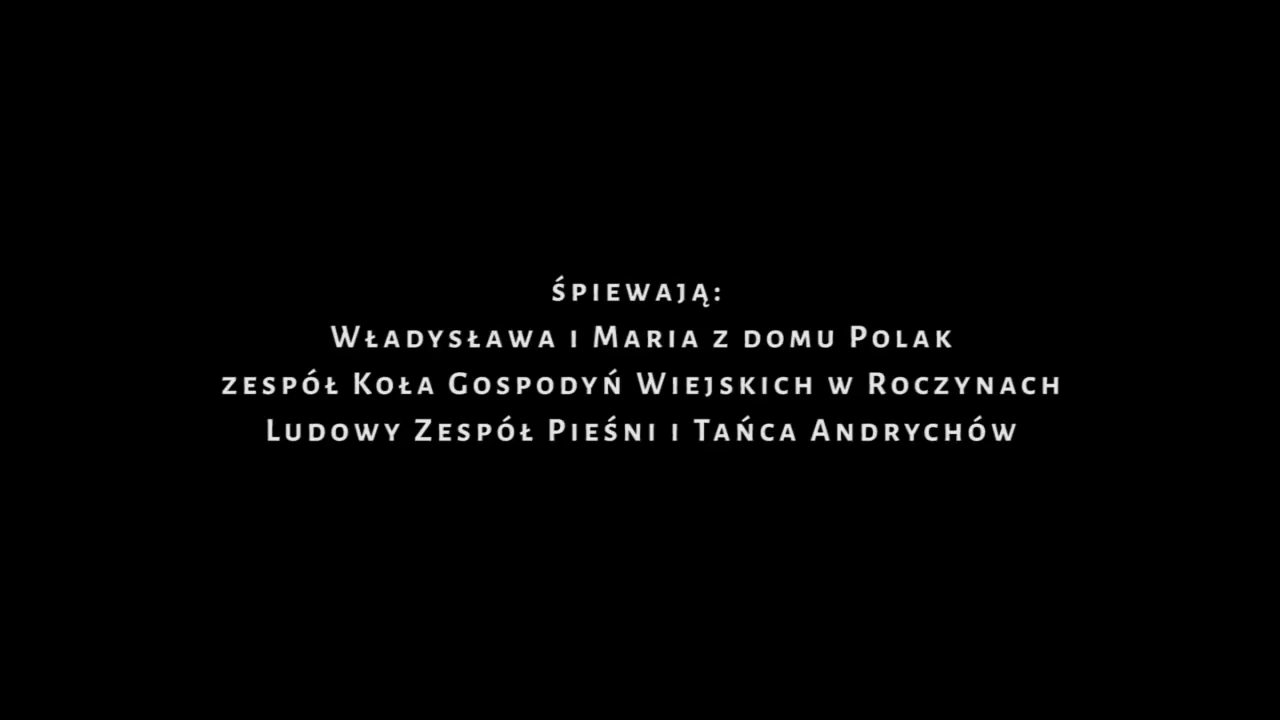 śpiewają:
Władysława i Maria z domu Polak
zespół Koła Gospodyń Wiejskich w Roczynach
Ludowy Zespół Pieśni i Tańca Andrychów